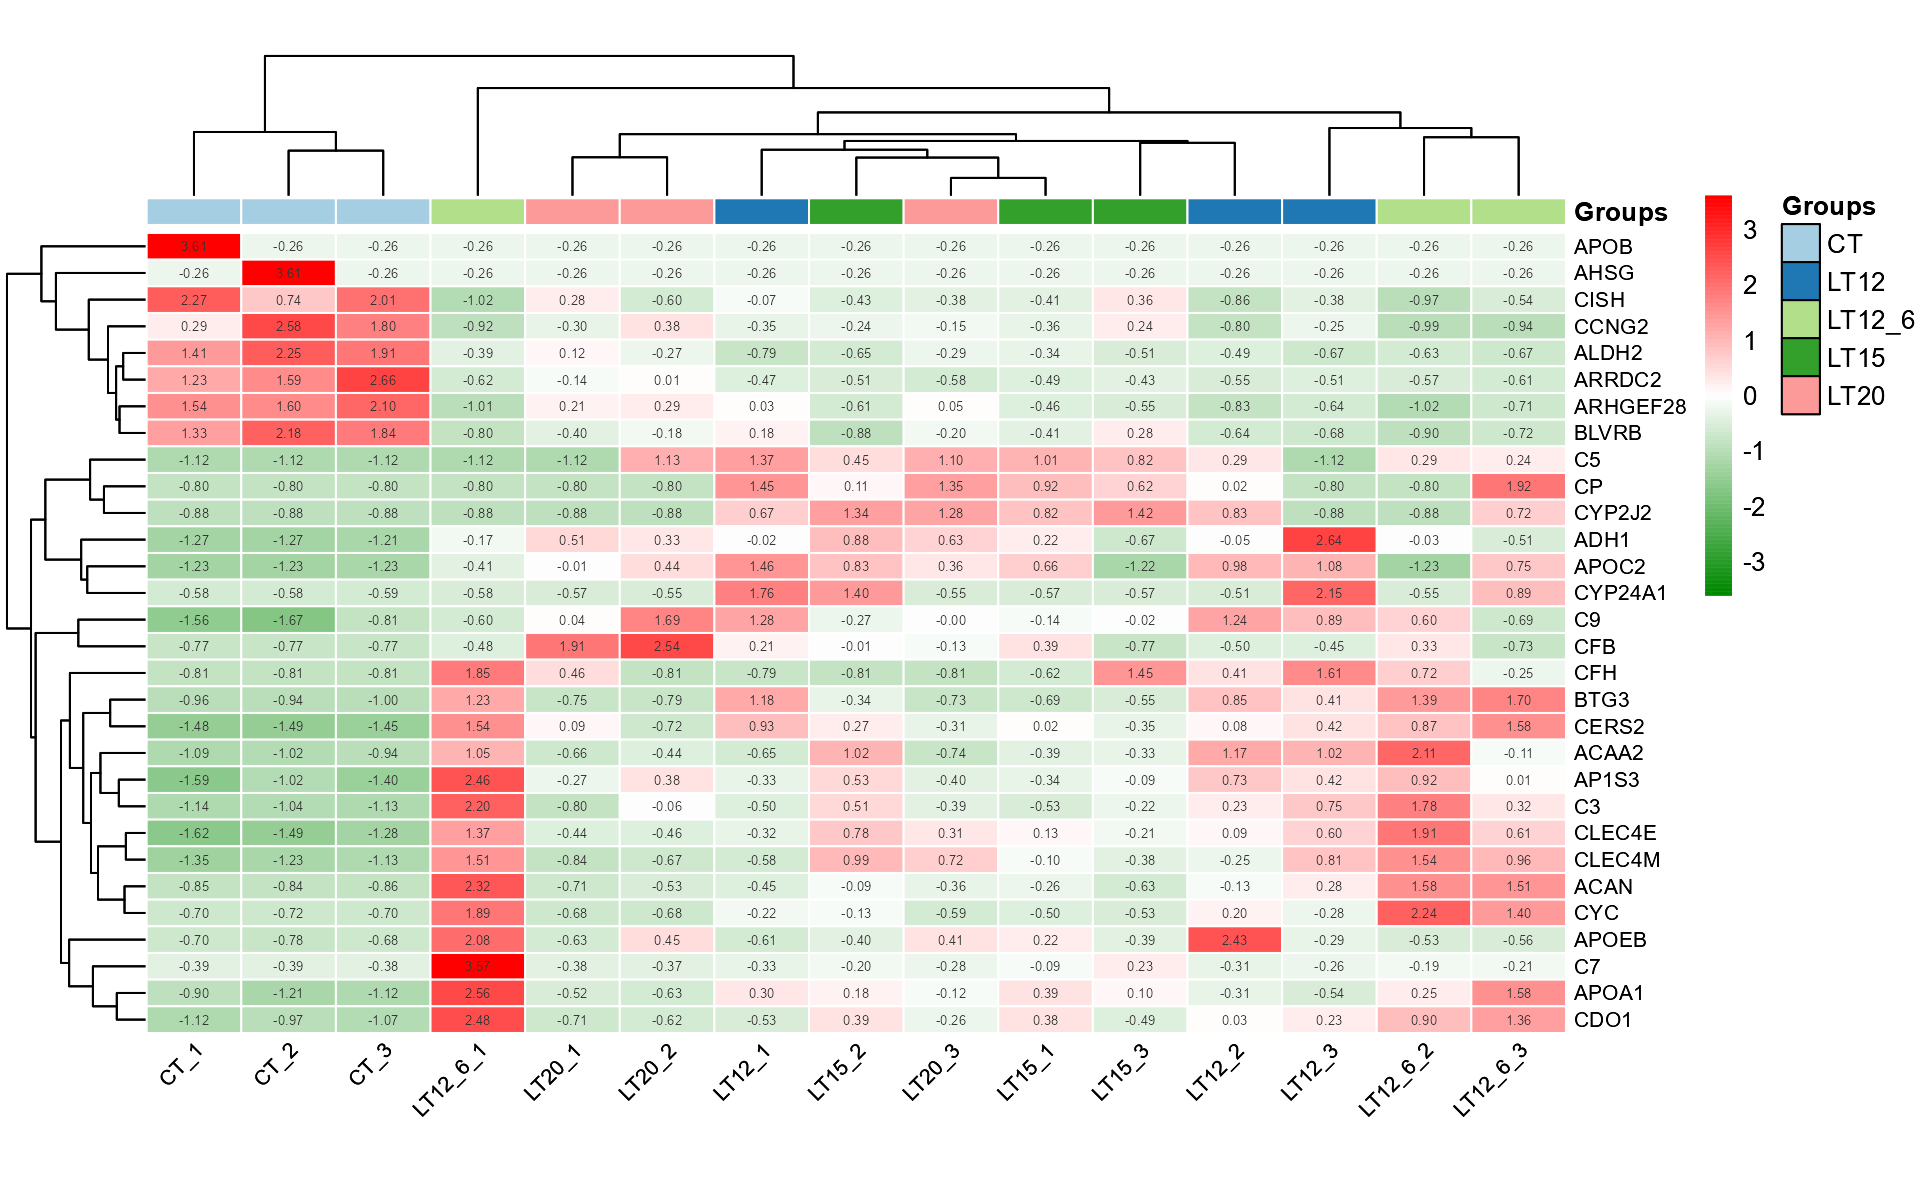 Groups
APOB
3.61 -0.26 -0.26 -0.26 -0.26 -0.26 -0.26 -0.26 -0.26 -0.26 -0.26 -0.26 -0.26 -0.26 -0.26
AHSG
-0.26 3.61 -0.26 -0.26 -0.26 -0.26 -0.26 -0.26 -0.26 -0.26 -0.26 -0.26 -0.26 -0.26 -0.26
CISH
2.27 0.74 2.01 -1.02 0.28 -0.60 -0.07 -0.43 -0.38 -0.41 0.36 -0.86 -0.38 -0.97 -0.54
CCNG2
0.29 2.58 1.80 -0.92 -0.30 0.38 -0.35 -0.24 -0.15 -0.36 0.24 -0.80 -0.25 -0.99 -0.94
ALDH2
1.41 2.25 1.91 -0.39 0.12 -0.27 -0.79 -0.65 -0.29 -0.34 -0.51 -0.49 -0.67 -0.63 -0.67
ARRDC2
1.23 1.59 2.66 -0.62 -0.14 0.01 -0.47 -0.51 -0.58 -0.49 -0.43 -0.55 -0.51 -0.57 -0.61
ARHGEF28
1.54 1.60 2.10 -1.01 0.21 0.29 0.03 -0.61 0.05 -0.46 -0.55 -0.83 -0.64 -1.02 -0.71
BLVRB
1.33 2.18 1.84 -0.80 -0.40 -0.18 0.18 -0.88 -0.20 -0.41 0.28 -0.64 -0.68 -0.90 -0.72
C5
-1.12 -1.12 -1.12 -1.12 -1.12 1.13 1.37 0.45 1.10 1.01 0.82 0.29 -1.12 0.29 0.24
CP
-0.80 -0.80 -0.80 -0.80 -0.80 -0.80 1.45 0.11 1.35 0.92 0.62 0.02 -0.80 -0.80 1.92
CYP2J2
-0.88 -0.88 -0.88 -0.88 -0.88 -0.88 0.67 1.34 1.28 0.82 1.42 0.83 -0.88 -0.88 0.72
ADH1
-1.27 -1.27 -1.21 -0.17 0.51 0.33 -0.02 0.88 0.63 0.22 -0.67 -0.05 2.64 -0.03 -0.51
APOC2
-1.23 -1.23 -1.23 -0.41 -0.01 0.44 1.46 0.83 0.36 0.66 -1.22 0.98 1.08 -1.23 0.75
CYP24A1
-0.58 -0.58 -0.59 -0.58 -0.57 -0.55 1.76 1.40 -0.55 -0.57 -0.57 -0.51 2.15 -0.55 0.89
C9
-1.56 -1.67 -0.81 -0.60 0.04 1.69 1.28 -0.27 -0.00 -0.14 -0.02 1.24 0.89 0.60 -0.69
CFB
-0.77 -0.77 -0.77 -0.48 1.91 2.54 0.21 -0.01 -0.13 0.39 -0.77 -0.50 -0.45 0.33 -0.73
CFH
-0.81 -0.81 -0.81 1.85 0.46 -0.81 -0.79 -0.81 -0.81 -0.62 1.45 0.41 1.61 0.72 -0.25
BTG3
-0.96 -0.94 -1.00 1.23 -0.75 -0.79 1.18 -0.34 -0.73 -0.69 -0.55 0.85 0.41 1.39 1.70
CERS2
-1.48 -1.49 -1.45 1.54 0.09 -0.72 0.93 0.27 -0.31 0.02 -0.35 0.08 0.42 0.87 1.58
ACAA2
-1.09 -1.02 -0.94 1.05 -0.66 -0.44 -0.65 1.02 -0.74 -0.39 -0.33 1.17 1.02 2.11 -0.11
AP1S3
-1.59 -1.02 -1.40 2.46 -0.27 0.38 -0.33 0.53 -0.40 -0.34 -0.09 0.73 0.42 0.92 0.01
C3
-1.14 -1.04 -1.13 2.20 -0.80 -0.06 -0.50 0.51 -0.39 -0.53 -0.22 0.23 0.75 1.78 0.32
CLEC4E
-1.62 -1.49 -1.28 1.37 -0.44 -0.46 -0.32 0.78 0.31 0.13 -0.21 0.09 0.60 1.91 0.61
CLEC4M
-1.35 -1.23 -1.13 1.51 -0.84 -0.67 -0.58 0.99 0.72 -0.10 -0.38 -0.25 0.81 1.54 0.96
ACAN
-0.85 -0.84 -0.86 2.32 -0.71 -0.53 -0.45 -0.09 -0.36 -0.26 -0.63 -0.13 0.28 1.58 1.51
CYC
-0.70 -0.72 -0.70 1.89 -0.68 -0.68 -0.22 -0.13 -0.59 -0.50 -0.53 0.20 -0.28 2.24 1.40
APOEB
-0.70 -0.78 -0.68 2.08 -0.63 0.45 -0.61 -0.40 0.41 0.22 -0.39 2.43 -0.29 -0.53 -0.56
C7
-0.39 -0.39 -0.38 3.57 -0.38 -0.37 -0.33 -0.20 -0.28 -0.09 0.23 -0.31 -0.26 -0.19 -0.21
APOA1
-0.90 -1.21 -1.12 2.56 -0.52 -0.63 0.30 0.18 -0.12 0.39 0.10 -0.31 -0.54 0.25 1.58
CDO1
-1.12 -0.97 -1.07 2.48 -0.71 -0.62 -0.53 0.39 -0.26 0.38 -0.49 0.03 0.23 0.90 1.36
CT_1 CT_2 CT_3 LT12_6_1 LT20_1 LT20_2 LT12_1 LT15_2 LT20_3 LT15_1 LT15_3 LT12_2 LT12_3 LT12_6_2 LT12_6_3
3
2
1
0
-1
-2
-3
Groups
CT
LT12
LT12_6
LT15
LT20